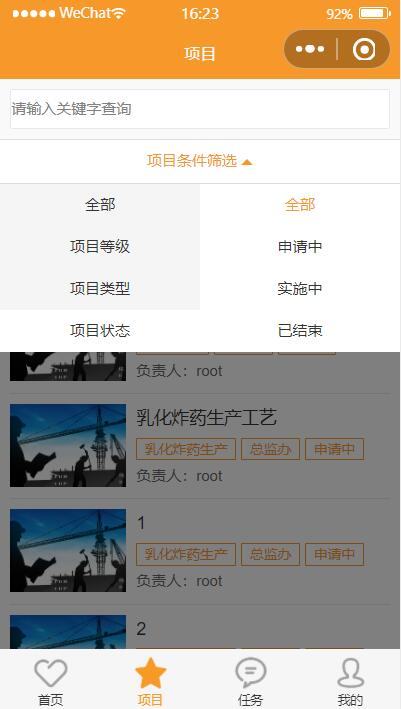 WeChat 16:23 92%
项目
请输入关键字查询
项目条件筛选
全部 全部
项目等级 申请中
项目类型 实施中
项目状态 已结束
负责人：root
乳化炸药生产工艺
乳化炸药生产 总监办 申请中
负责人：root
1
乳化炸药生产 总监办 申请中
负责人：root
2
首页 项目 任务 我的